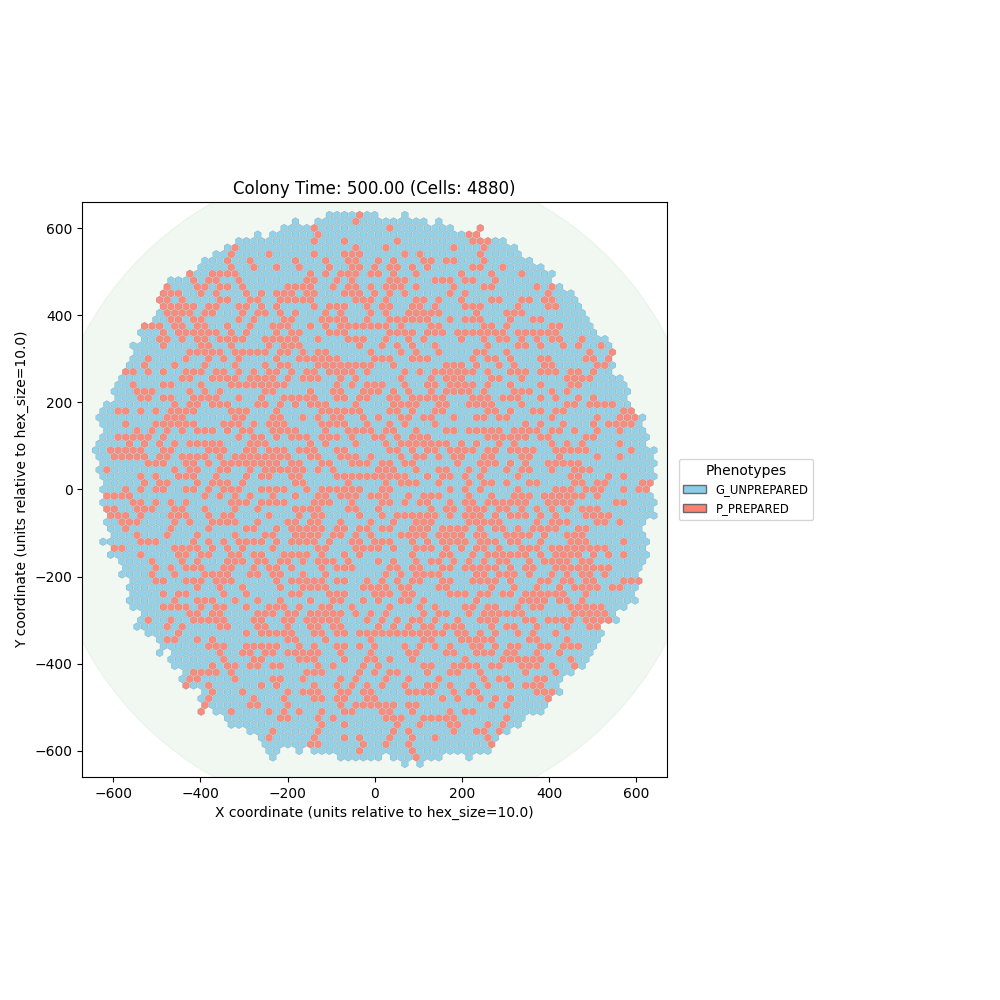 Colony Time: 500.00 (Cells: 4880)
600
400
200
0
−200
−400
−600
Y coordinate (units relative to hex_size=10.0)
−600 −400 −200 0 200 400 600
X coordinate (units relative to hex_size=10.0)
Phenotypes
G_UNPREPARED
P_PREPARED